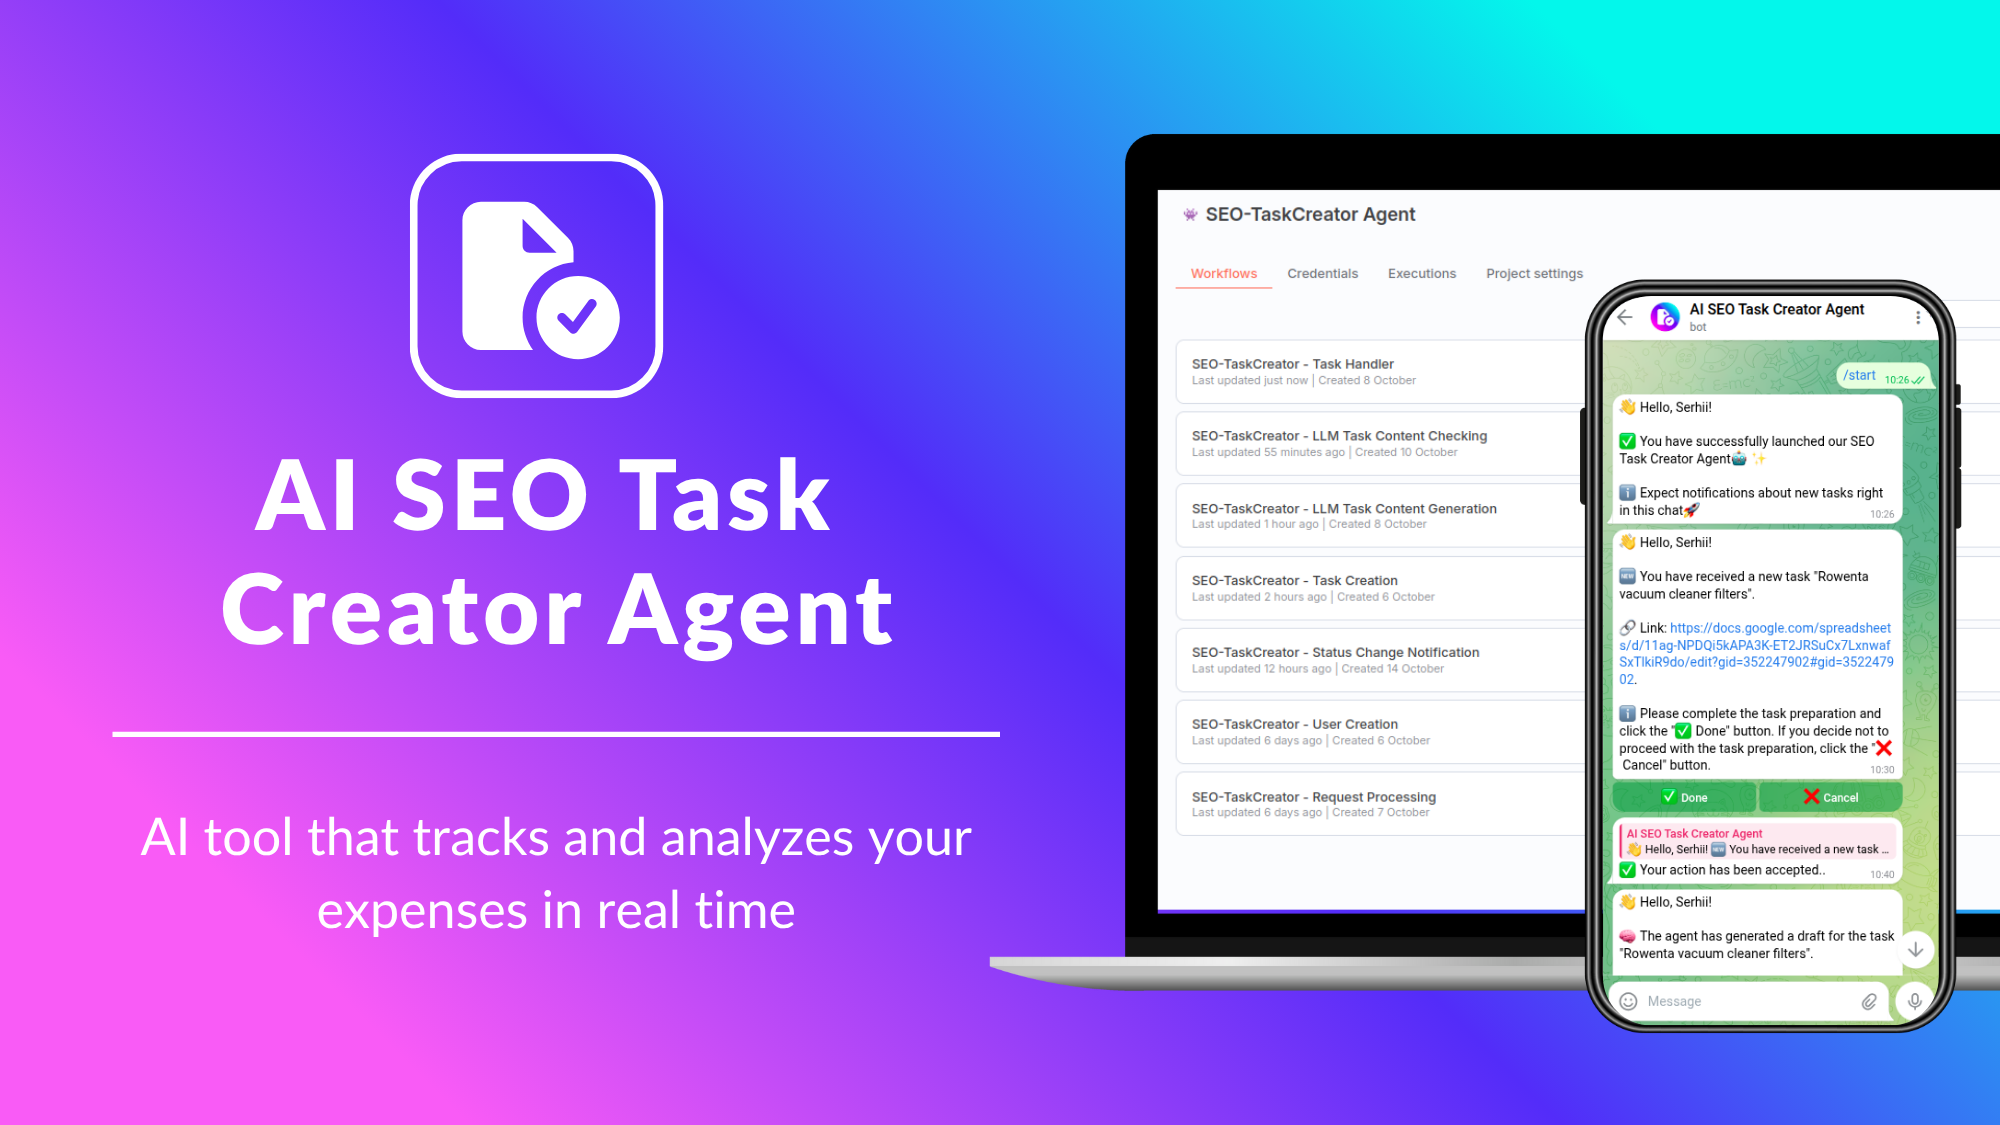 AI SEO Task
Creator Agent
AI tool that tracks and analyzes your
expenses in real time
SEO-TaskCreator Agent
Workflows Credentials Executions Project settings
SEO-TaskCreator - Task Handler
Last updated just now | Created 8 October
SEO-TaskCreator - LLM Task Content Checking
Last updated 55 minutes ago | Created 10 October
SEO-TaskCreator - LLM Task Content Generation
Last updated 1 hour ago | Created 8 October
SEO-TaskCreator - Task Creation
Last updated 2 hours ago | Created 6 October
SEO-TaskCreator - Status Change Notification
Last updated 12 hours ago | Created 14 October
SEO-TaskCreator - User Creation
Last updated 6 days ago | Created 6 October
SEO-TaskCreator - Request Processing
Last updated 6 days ago | Created 7 October
AI SEO Task Creator Agent
bot
/start 10:26
👋 Hello, Serhii!
✅ You have successfully launched our SEO
Task Creator Agent🤖 ✨
ℹ️ Expect notifications about new tasks right
in this chat🚀 10:26
👋 Hello, Serhii!
🆕 You have received a new task "Rowenta
vacuum cleaner filters".
🔗 Link: https://docs.google.com/spreadsheet
s/d/11ag-NPDQi5kAPA3K-ET2JRSuCx7Lxnwaf
SxTlkiR9do/edit?gid=352247902#gid=3522479
02.
ℹ️ Please complete the task preparation and
click the "✅ Done" button. If you decide not to
proceed with the task preparation, click the "❌
Cancel" button. 10:30
✅ Done ❌ Cancel
AI SEO Task Creator Agent
👋 Hello, Serhii! 🆕 You have received a new task ...
✅ Your action has been accepted.. 10:40
👋 Hello, Serhii!
🧠 The agent has generated a draft for the task
"Rowenta vacuum cleaner filters".
Message